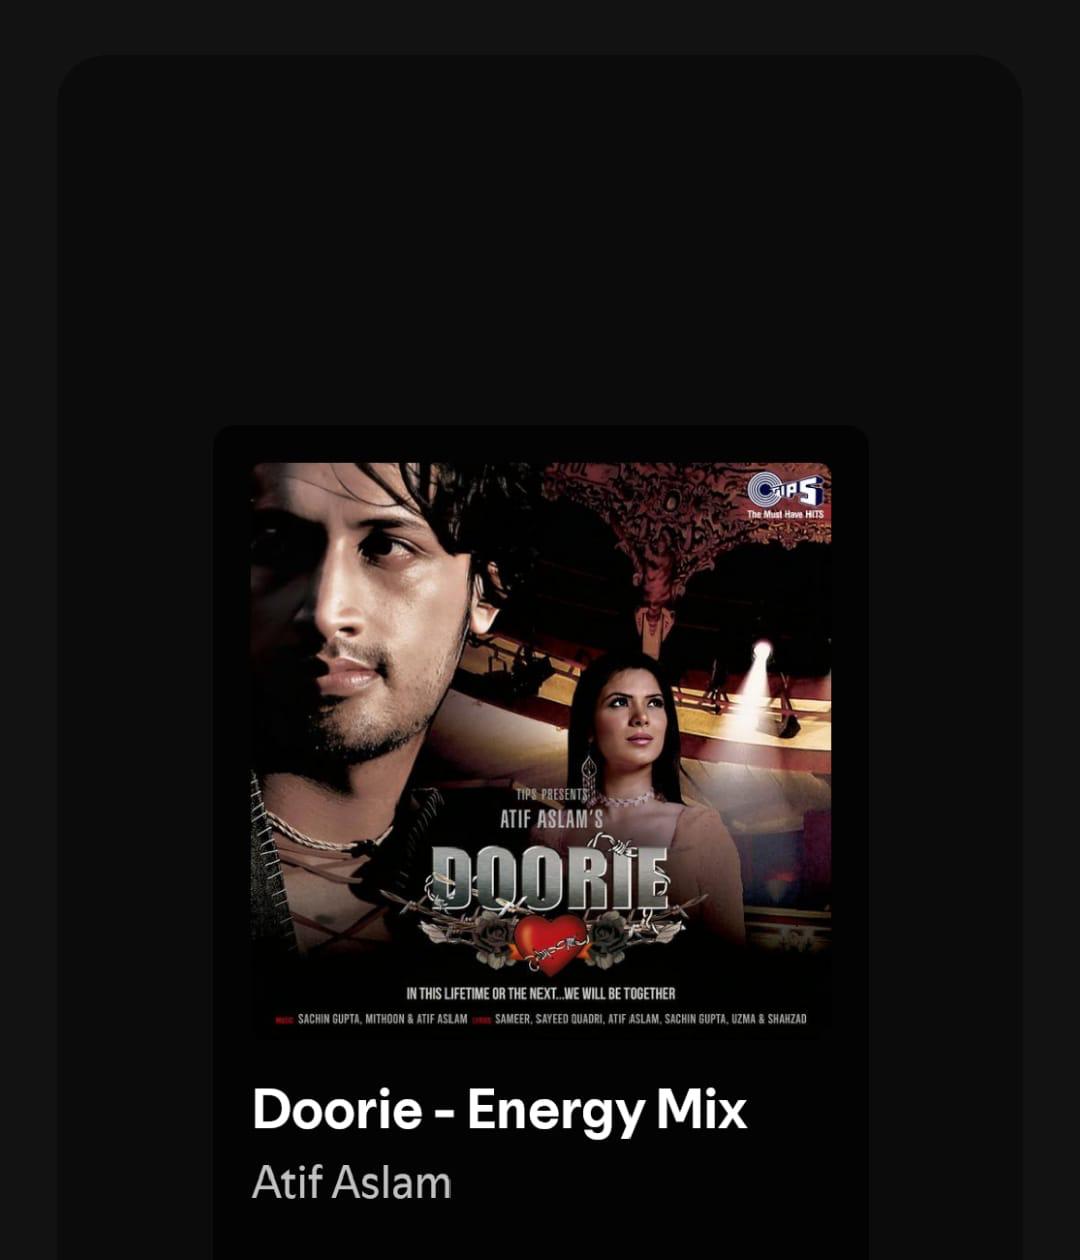 TIPS
The Must Have HITS
TIPS PRESENTS
ATIF ASLAM'S
DOORIE
IN THIS LIFETIME OR THE NEXT...WE WILL BE TOGETHER
MUSIC SACHIN GUPTA, MITHOON & ATIF ASLAM LYRICS SAMEER, SAYEED QUADRI, ATIF ASLAM, SACHIN GUPTA, UZMA & SHAHZAD
Doorie - Energy Mix
Atif Aslam